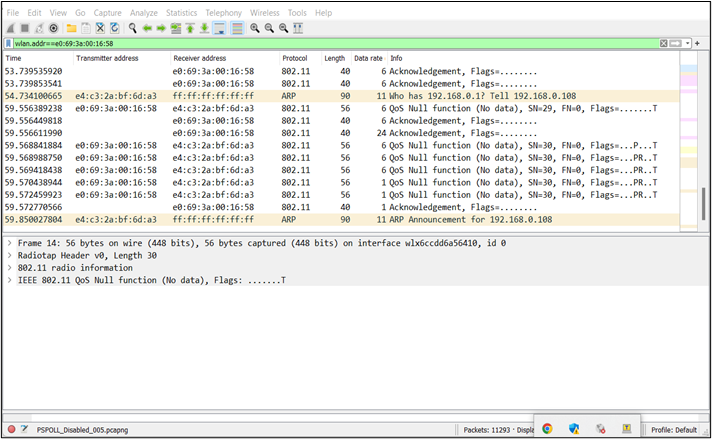 File Edit View Go Capture Analyze Statistics Telephony Wireless Tools Help
wlan.addr==e0:69:3a:00:16:58
Time Transmitter address Receiver address Protocol Length Data rate Info
53.739535920 e0:69:3a:00:16:58 802.11 40 6 Acknowledgement, Flags=........
53.739853541 e0:69:3a:00:16:58 802.11 40 6 Acknowledgement, Flags=........
54.734100665 e4:c3:2a:bf:6d:a3 ff:ff:ff:ff:ff:ff ARP 90 11 Who has 192.168.0.1? Tell 192.168.0.108
59.556389238 e0:69:3a:00:16:58 e4:c3:2a:bf:6d:a3 802.11 56 6 QoS Null function (No data), SN=29, FN=0, Flags=.......T
59.556449818 e0:69:3a:00:16:58 802.11 40 6 Acknowledgement, Flags=........
59.556611990 e0:69:3a:00:16:58 802.11 40 24 Acknowledgement, Flags=........
59.568841884 e0:69:3a:00:16:58 e4:c3:2a:bf:6d:a3 802.11 56 6 QoS Null function (No data), SN=30, FN=0, Flags=...P...T
59.568988750 e0:69:3a:00:16:58 e4:c3:2a:bf:6d:a3 802.11 56 6 QoS Null function (No data), SN=30, FN=0, Flags=...PR..T
59.569418438 e0:69:3a:00:16:58 e4:c3:2a:bf:6d:a3 802.11 56 6 QoS Null function (No data), SN=30, FN=0, Flags=...PR..T
59.570438944 e0:69:3a:00:16:58 e4:c3:2a:bf:6d:a3 802.11 56 1 QoS Null function (No data), SN=30, FN=0, Flags=...PR..T
59.572459923 e0:69:3a:00:16:58 e4:c3:2a:bf:6d:a3 802.11 56 1 QoS Null function (No data), SN=30, FN=0, Flags=...PR..T
59.572770566 e0:69:3a:00:16:58 802.11 40 1 Acknowledgement, Flags=........
59.850027804 e4:c3:2a:bf:6d:a3 ff:ff:ff:ff:ff:ff ARP 90 11 ARP Announcement for 192.168.0.108
Frame 14: 56 bytes on wire (448 bits), 56 bytes captured (448 bits) on interface wlx6ccdd6a56410, id 0
Radiotap Header v0, Length 30
802.11 radio information
IEEE 802.11 QoS Null function (No data), Flags: .......T
PSPOLL_Disabled_005.pcapng Packets: 11293 · Displa Profile: Default